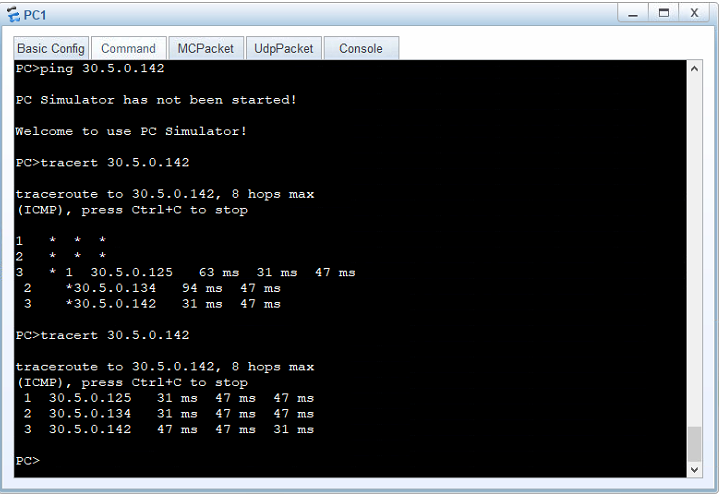 PC1
Basic Config Command MCPacket UdpPacket Console
PC>ping 30.5.0.142
PC Simulator has not been started!
Welcome to use PC Simulator!
PC>tracert 30.5.0.142
traceroute to 30.5.0.142, 8 hops max
(ICMP), press Ctrl+C to stop
1 * * *
2 * * *
3 * 1 30.5.0.125 63 ms 31 ms 47 ms
2 *30.5.0.134 94 ms 47 ms
3 *30.5.0.142 31 ms 47 ms
PC>tracert 30.5.0.142
traceroute to 30.5.0.142, 8 hops max
(ICMP), press Ctrl+C to stop
1 30.5.0.125 31 ms 47 ms 47 ms
2 30.5.0.134 31 ms 47 ms 47 ms
3 30.5.0.142 47 ms 47 ms 31 ms
PC>